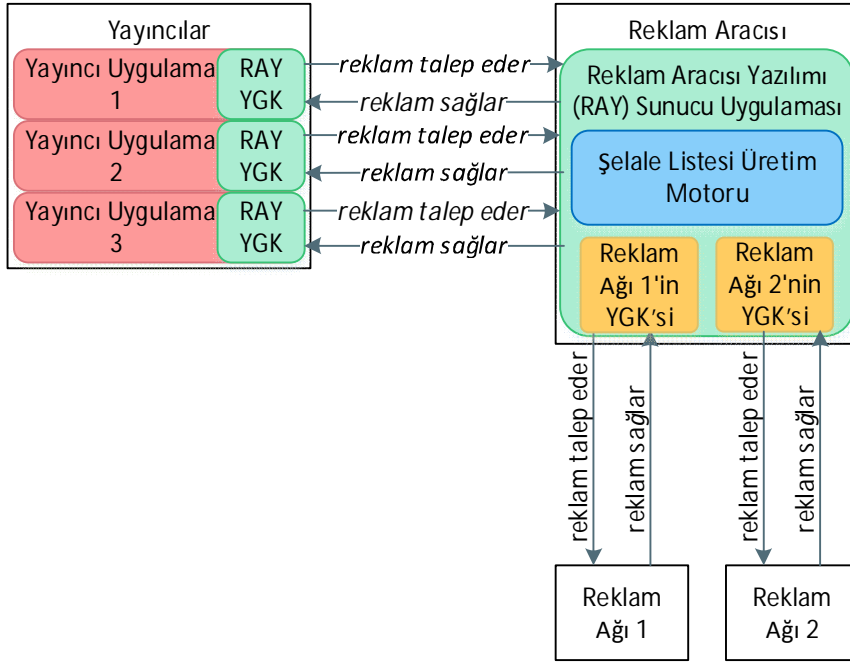 Yayıncılar
Yayıncı Uygulama
1
RAY
YGK
Yayıncı Uygulama
2
RAY
YGK
Yayıncı Uygulama
3
RAY
YGK
reklam talep eder
reklam sağlar
reklam talep eder
reklam sağlar
reklam talep eder
reklam sağlar
Reklam Aracısı
Reklam Aracısı Yazılımı
(RAY) Sunucu Uygulaması
Şelale Listesi Üretim
Motoru
Reklam
Ağı 1'in
YGK'si
Reklam
Ağı 2'nin
YGK'si
reklam talep eder
reklam sağlar
reklam talep eder
reklam sağlar
Reklam
Ağı 1
Reklam
Ağı 2